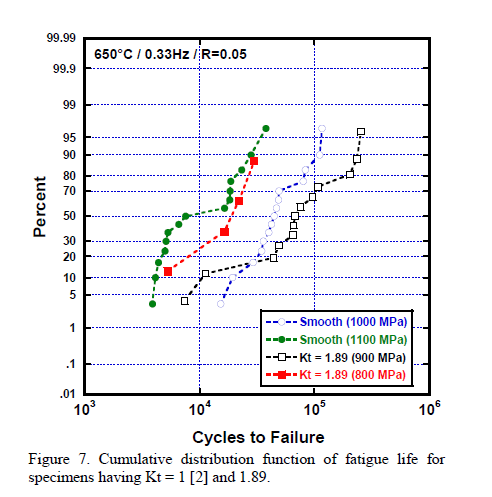 99.99
650°C / 0.33Hz / R=0.05
99.9
99
95
90
80
70
50
30
20
10
5
1
.1
.01
Percent
Smooth (1000 MPa)
Smooth (1100 MPa)
Kt = 1.89 (900 MPa)
Kt = 1.89 (800 MPa)
10³ 10⁴ 10⁵ 10⁶
Cycles to Failure
Figure 7. Cumulative distribution function of fatigue life for
specimens having Kt = 1 [2] and 1.89.